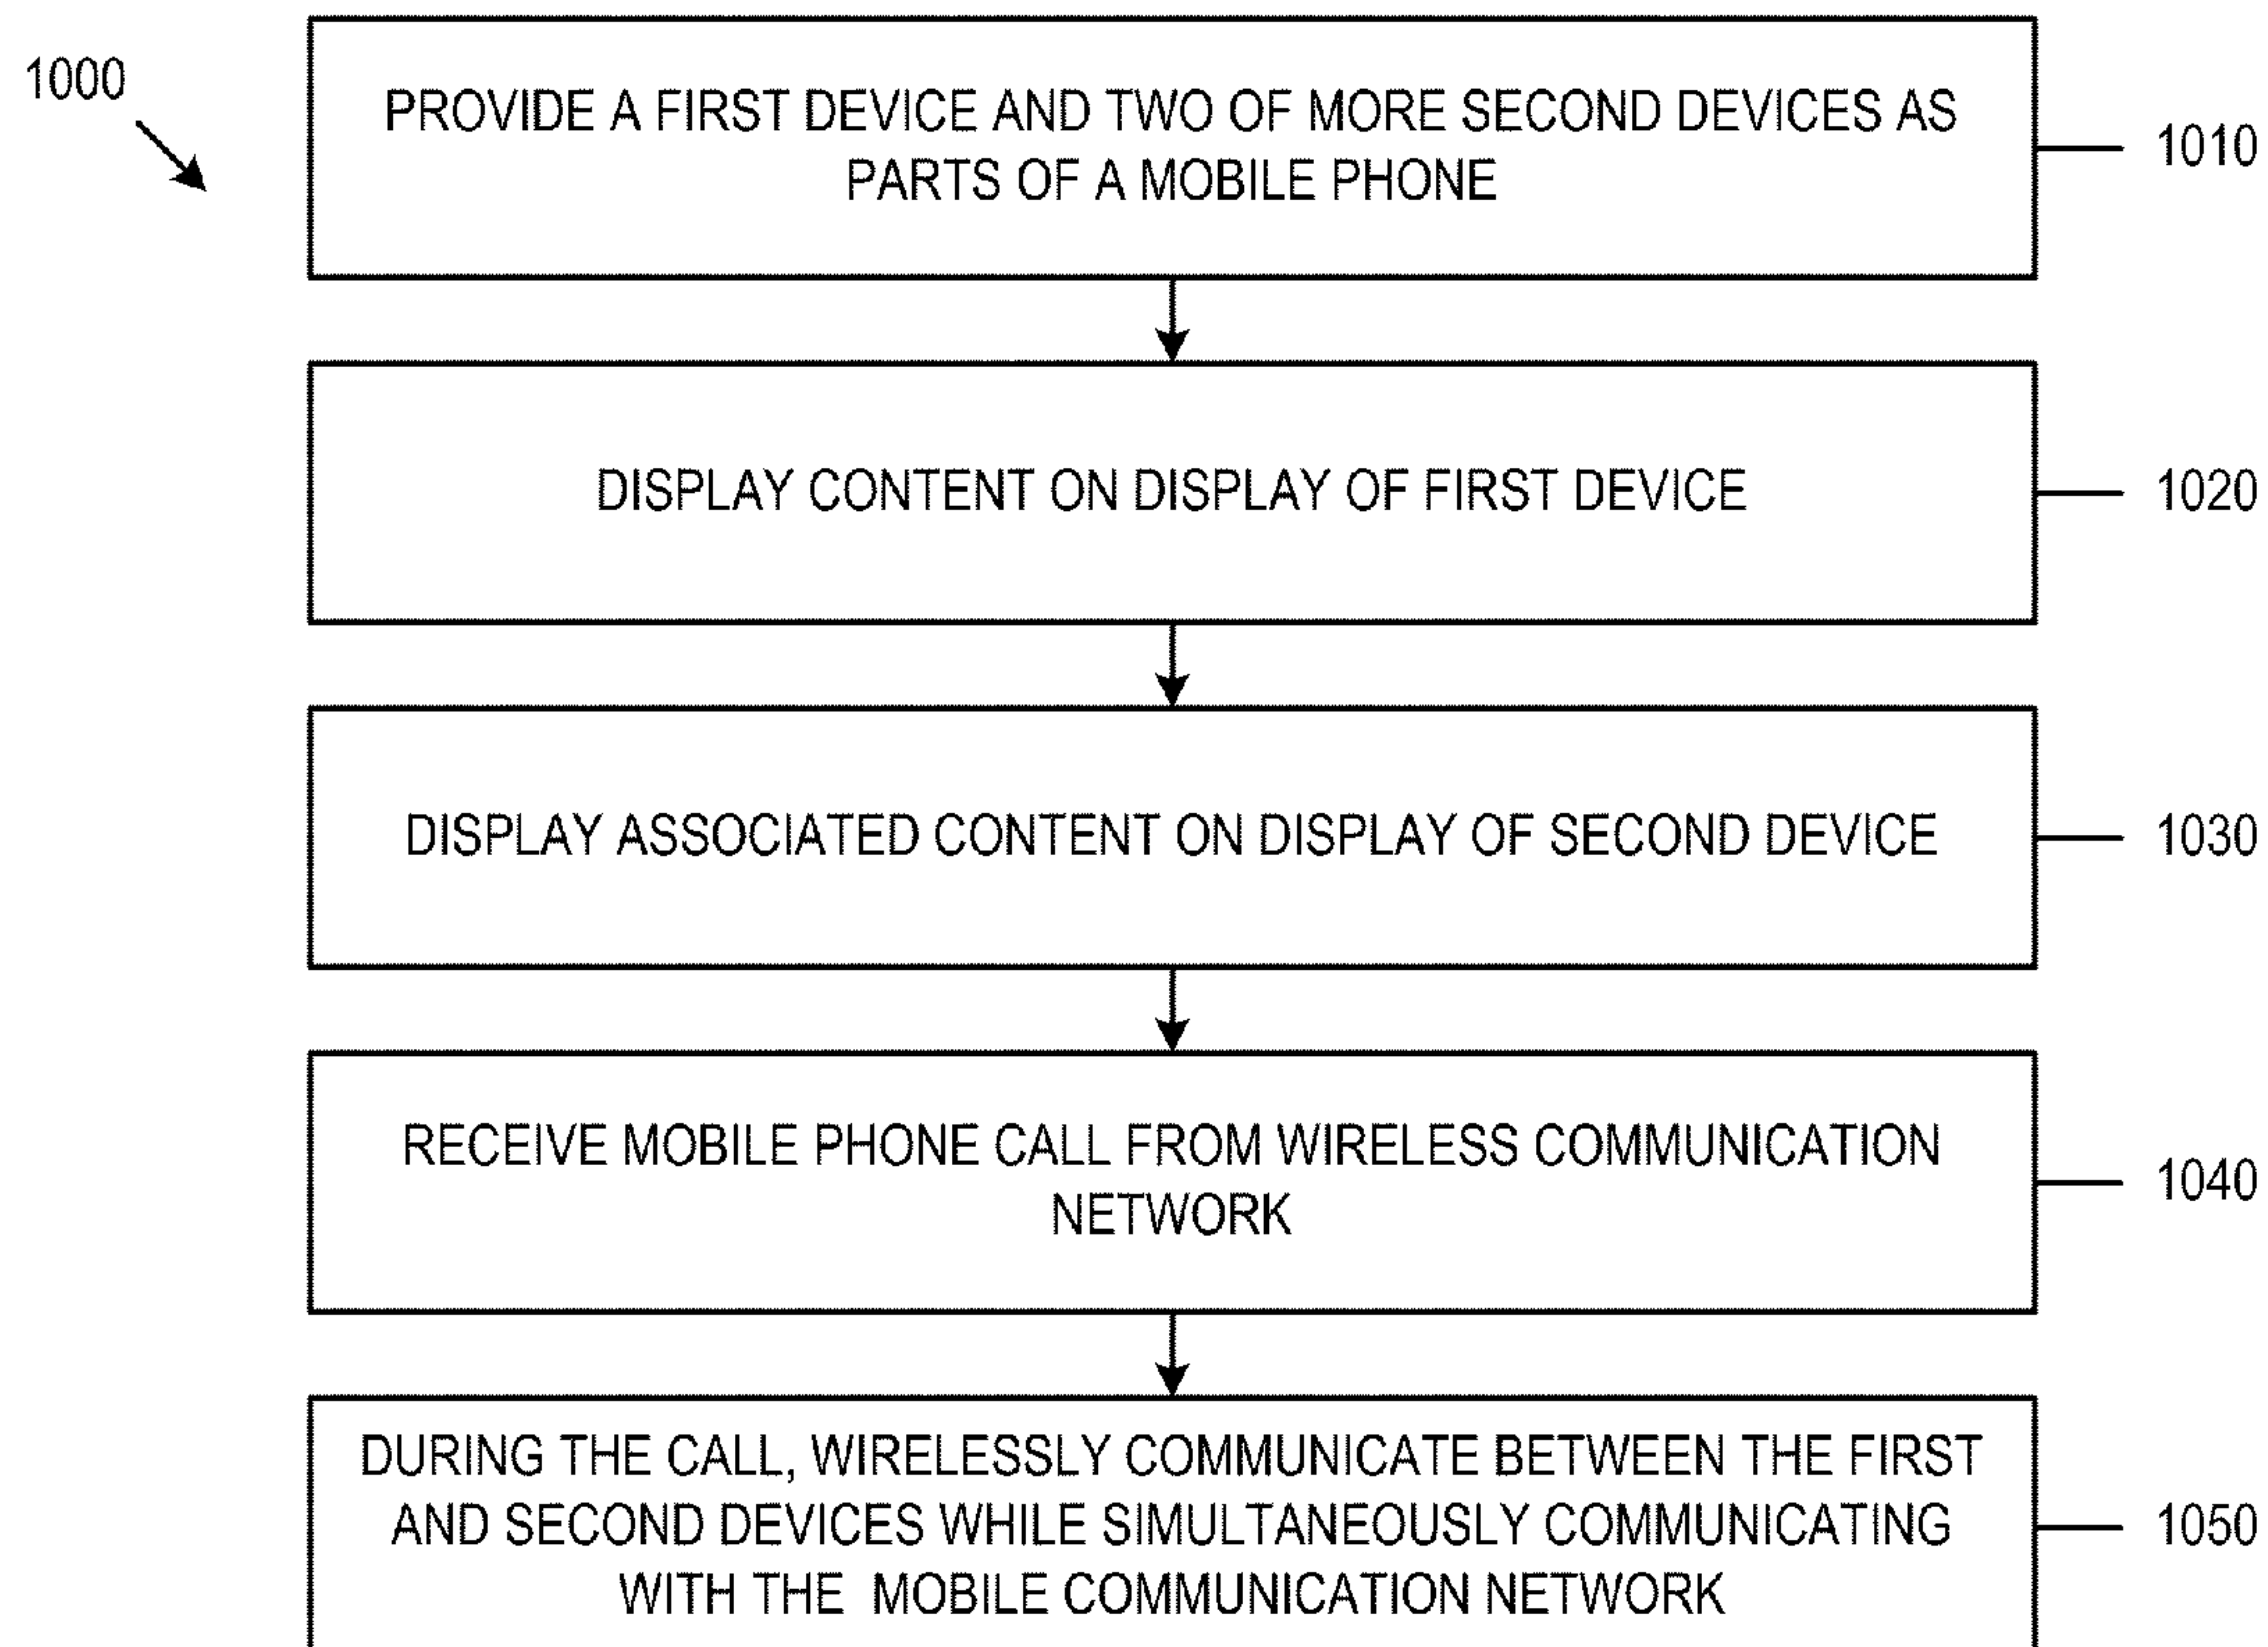 1000
PROVIDE A FIRST DEVICE AND TWO OF MORE SECOND DEVICES AS
PARTS OF A MOBILE PHONE
1010
DISPLAY CONTENT ON DISPLAY OF FIRST DEVICE
1020
DISPLAY ASSOCIATED CONTENT ON DISPLAY OF SECOND DEVICE
1030
RECEIVE MOBILE PHONE CALL FROM WIRELESS COMMUNICATION
NETWORK
1040
DURING THE CALL, WIRELESSLY COMMUNICATE BETWEEN THE FIRST
AND SECOND DEVICES WHILE SIMULTANEOUSLY COMMUNICATING
WITH THE MOBILE COMMUNICATION NETWORK
1050